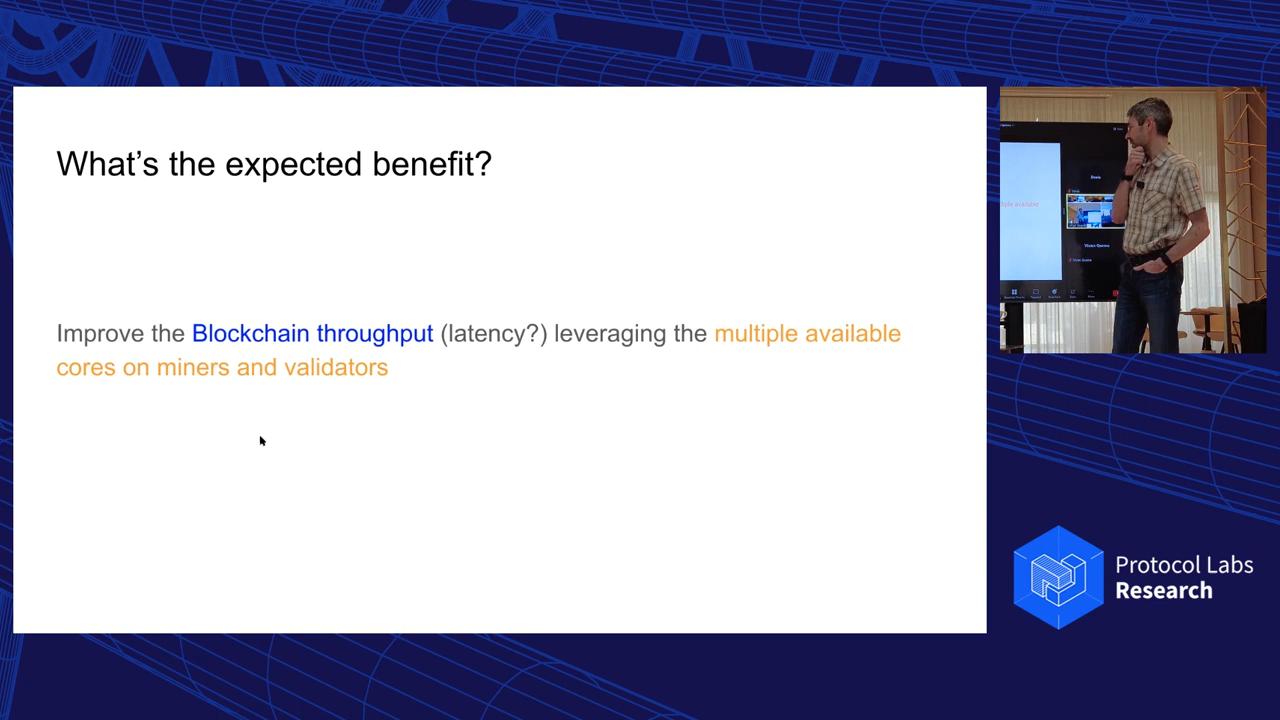 What's the expected benefit?
Improve the Blockchain throughput (latency?) leveraging the multiple available
cores on miners and validators
Protocol Labs
Research